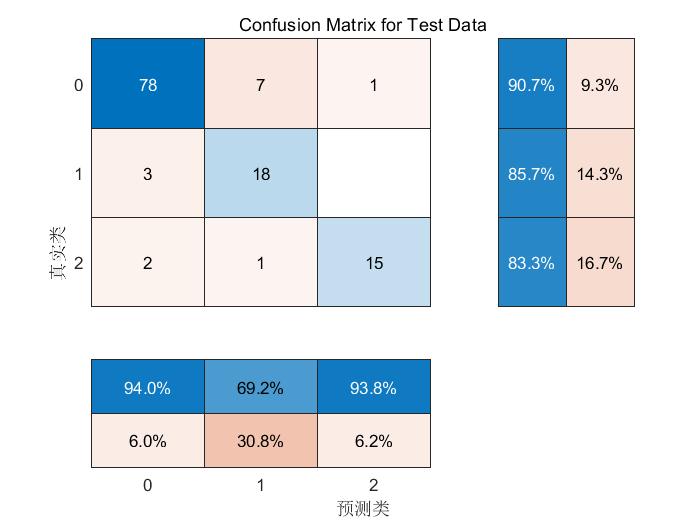 Confusion Matrix for Test Data
0 78 7 1 90.7% 9.3%
1 3 18 85.7% 14.3%
2 2 1 15 83.3% 16.7%
真实类
94.0% 69.2% 93.8%
6.0% 30.8% 6.2%
0 1 2
预测类